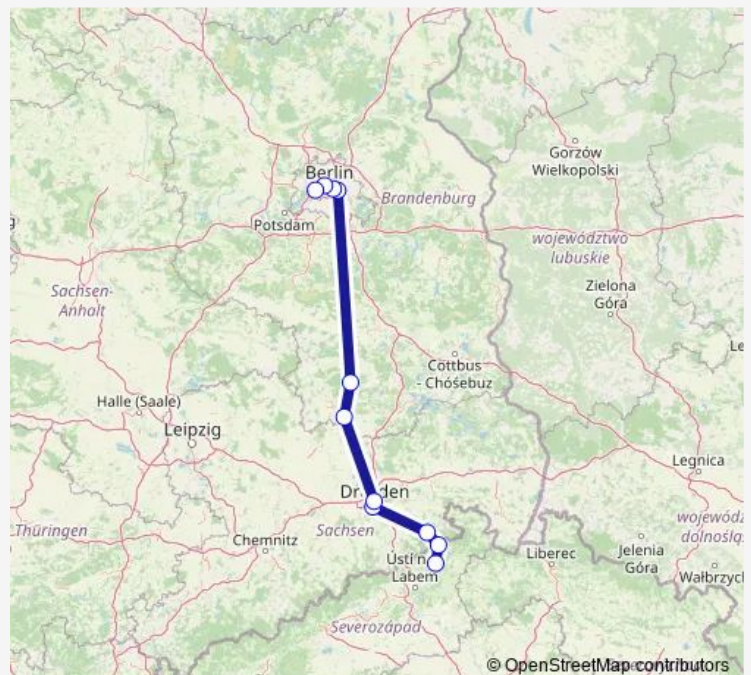 Berlin
Gorzów
Wielkopolski
Brandenburg
Potsdam
województwo
lubuskie
Sachsen-
Anhalt
Zielona
Góra
Cottbus
- Chóśebuz
Halle (Saale)
Leipzig
Legnica
Thüringen
Chemnitz
Sachsen
Labem
Liberec
Jelenia
Góra
Severozápad
© OpenStreetMap contributors